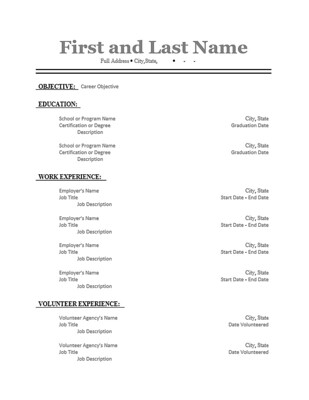 First and Last Name
Full Address • City,State, • - -
OBJECTIVE: Career Objective
EDUCATION:
School or Program Name City, State
Certification or Degree Graduation Date
Description
School or Program Name City, State
Certification or Degree Graduation Date
Description
WORK EXPERIENCE:
Employer's Name City, State
Job Title Start Date - End Date
Job Description
Employer's Name City, State
Job Title Start Date - End Date
Job Description
Employer's Name City, State
Job Title Start Date - End Date
Job Description
Employer's Name City, State
Job Title Start Date - End Date
Job Description
VOLUNTEER EXPERIENCE:
Volunteer Agency's Name City, State
Job Title Date Volunteered
Job Description
Volunteer Agency's Name City, State
Job Title Date Volunteered
Job Description